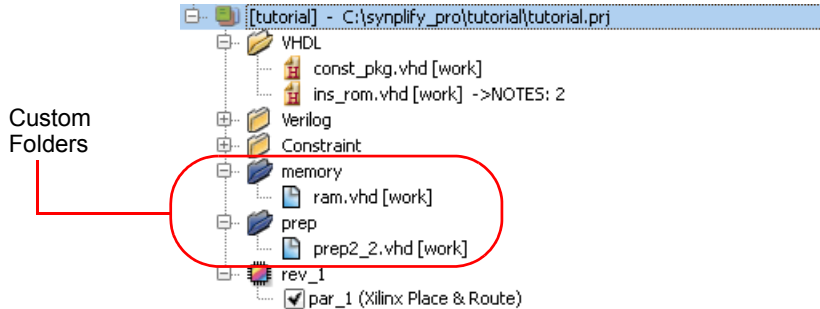 [tutorial] - C:\synplify_pro\tutorial\tutorial.prj
VHDL
const_pkg.vhd [work]
ins_rom.vhd [work] ->NOTES: 2
Verilog
Constraint
Custom
Folders
memory
ram.vhd [work]
prep
prep2_2.vhd [work]
rev_1
par_1 (Xilinx Place & Route)